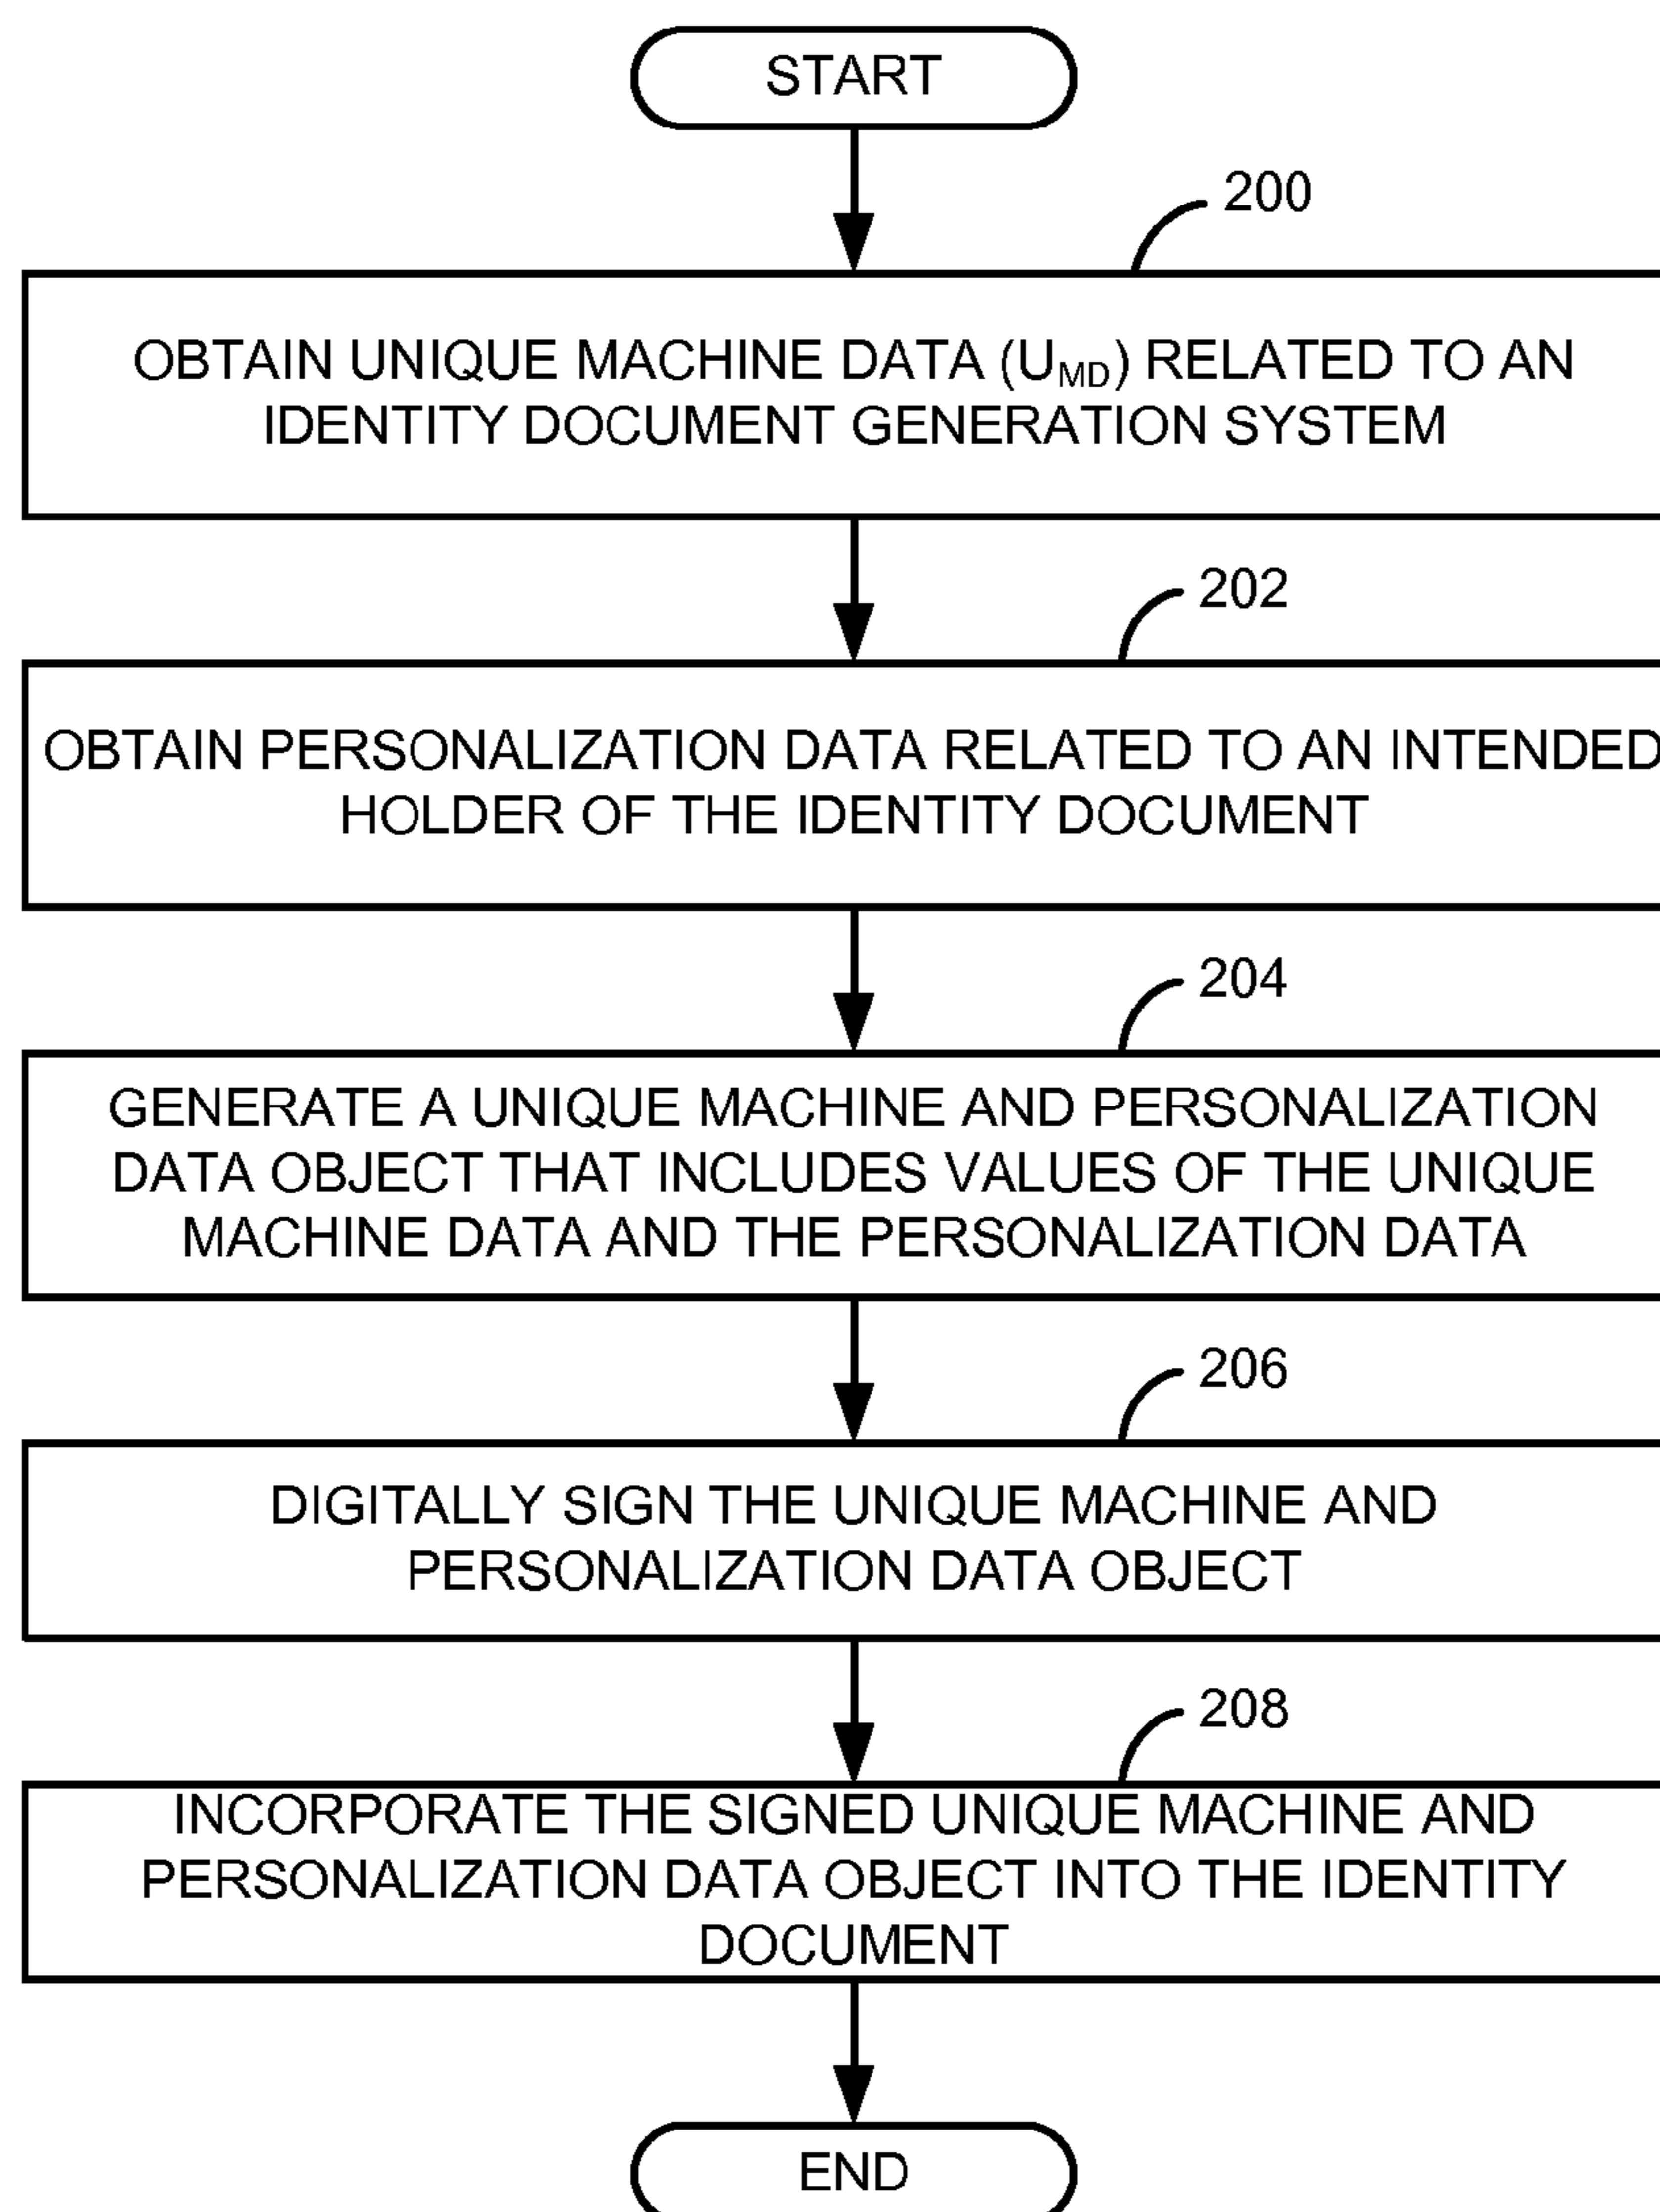 START
200
OBTAIN UNIQUE MACHINE DATA (UMD) RELATED TO AN
IDENTITY DOCUMENT GENERATION SYSTEM
202
OBTAIN PERSONALIZATION DATA RELATED TO AN INTENDED
HOLDER OF THE IDENTITY DOCUMENT
204
GENERATE A UNIQUE MACHINE AND PERSONALIZATION
DATA OBJECT THAT INCLUDES VALUES OF THE UNIQUE
MACHINE DATA AND THE PERSONALIZATION DATA
206
DIGITALLY SIGN THE UNIQUE MACHINE AND
PERSONALIZATION DATA OBJECT
208
INCORPORATE THE SIGNED UNIQUE MACHINE AND
PERSONALIZATION DATA OBJECT INTO THE IDENTITY
DOCUMENT
END